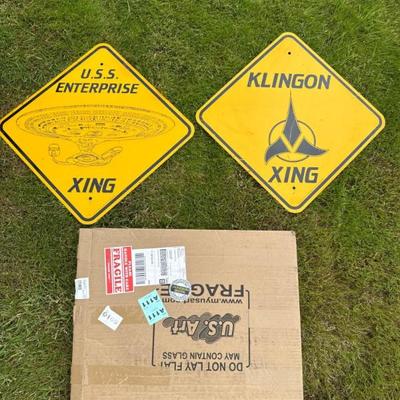 U.S.S.
ENTERPRISE
XING
KLINGON
XING
FRAGILE
FRAGILE
www.myusart.com
U.S. Art
MAY CONTAIN GLASS
DO NOT LAY FLAT